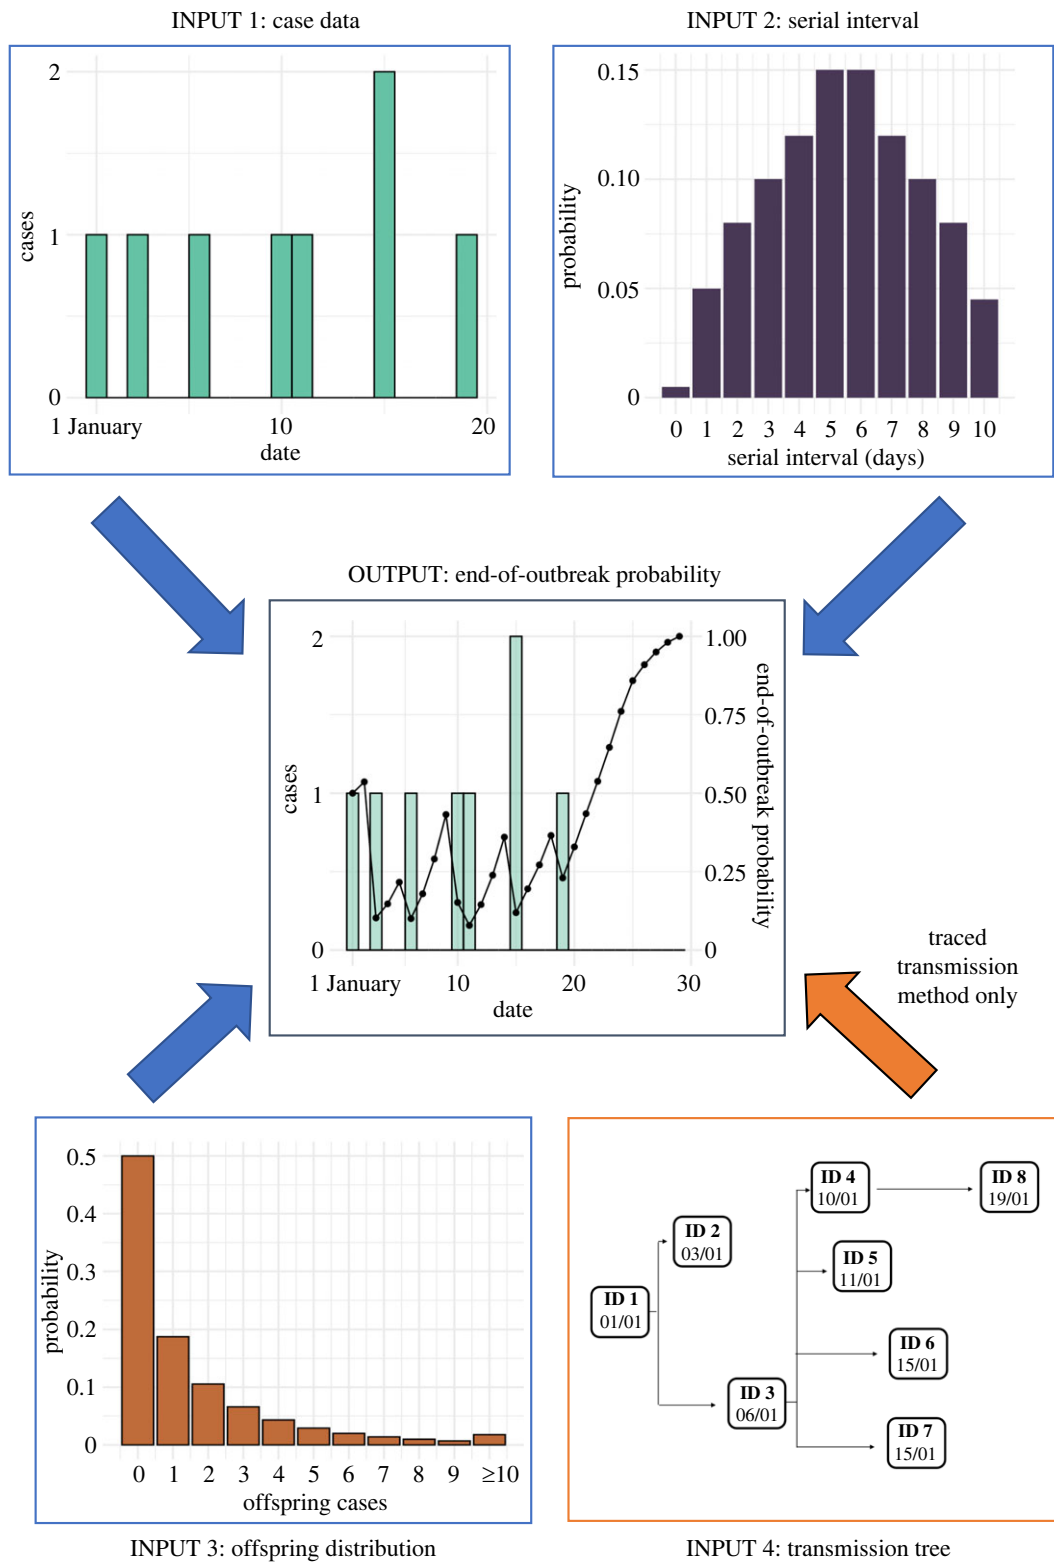 INPUT 1: case data
INPUT 2: serial interval
2
1
0
cases
1 January
10
20
date
0.15
0.10
0.05
0
probability
0 1 2 3 4 5 6 7 8 9 10
serial interval (days)
OUTPUT: end-of-outbreak probability
2
1
0
cases
1.00
0.75
0.50
0.25
0
end-of-outbreak probability
1 January
10
20
30
date
traced
transmission
method only
0.5
0.4
0.3
0.2
0.1
0
probability
0 1 2 3 4 5 6 7 8 9 ≥10
offspring cases
ID 1
01/01
ID 2
03/01
ID 3
06/01
ID 4
10/01
ID 8
19/01
ID 5
11/01
ID 6
15/01
ID 7
15/01
INPUT 3: offspring distribution
INPUT 4: transmission tree